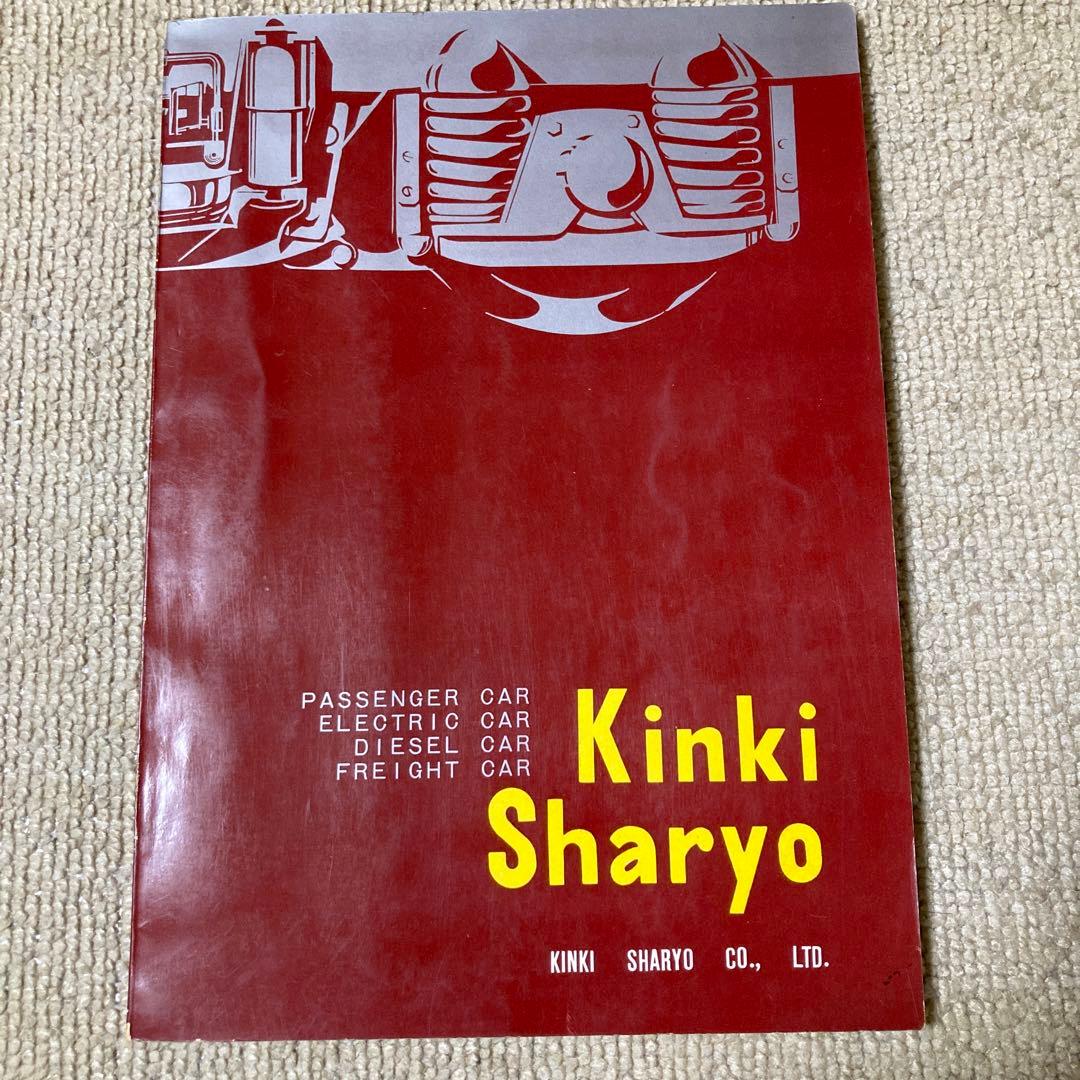 PASSENGER CAR
ELECTRIC CAR
DIESEL CAR
FREIGHT CAR
Kinki
Sharyo
KINKI SHARYO CO., LTD.